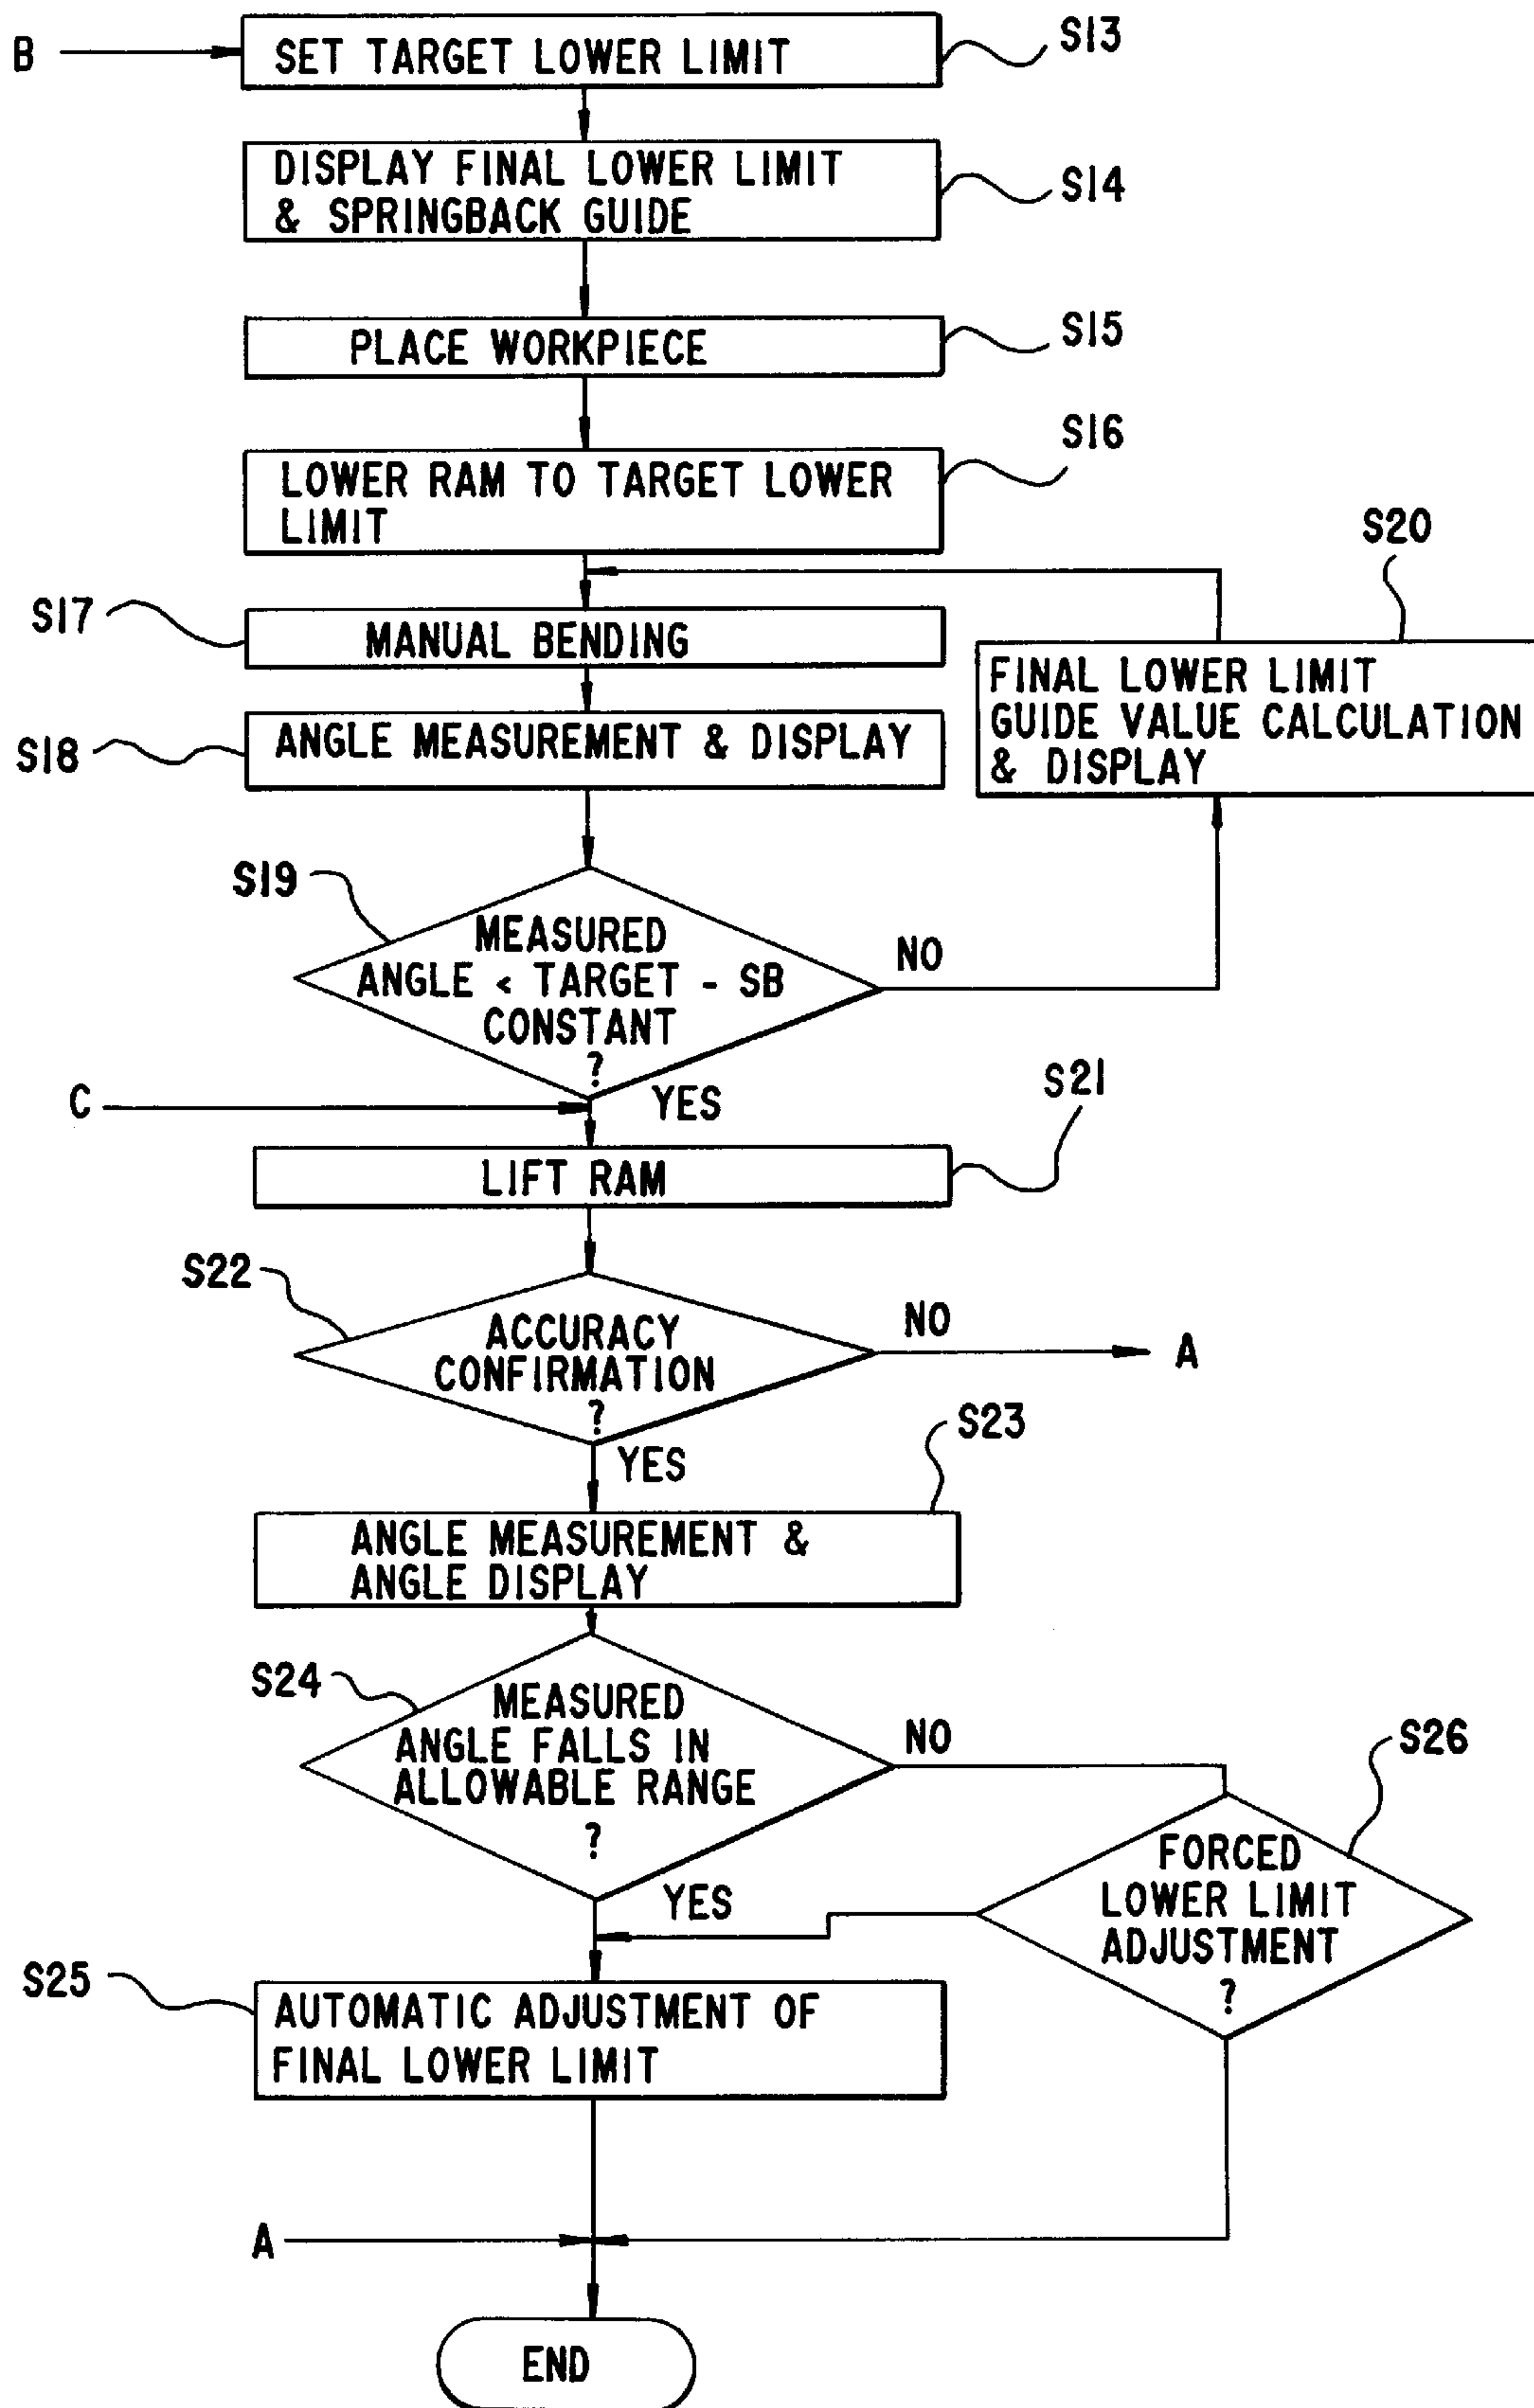 B
SET TARGET LOWER LIMIT
S13
DISPLAY FINAL LOWER LIMIT
& SPRINGBACK GUIDE
S14
PLACE WORKPIECE
S15
LOWER RAM TO TARGET LOWER
LIMIT
S16
S17
MANUAL BENDING
S18
ANGLE MEASUREMENT & DISPLAY
S20
FINAL LOWER LIMIT
GUIDE VALUE CALCULATION
& DISPLAY
S19
MEASURED
ANGLE < TARGET - SB
CONSTANT
?
NO
YES
C
LIFT RAM
S21
S22
ACCURACY
CONFIRMATION
?
NO
A
YES
S23
ANGLE MEASUREMENT &
ANGLE DISPLAY
S24
MEASURED
ANGLE FALLS IN
ALLOWABLE RANGE
?
NO
YES
S26
FORCED
LOWER LIMIT
ADJUSTMENT
?
S25
AUTOMATIC ADJUSTMENT OF
FINAL LOWER LIMIT
A
END